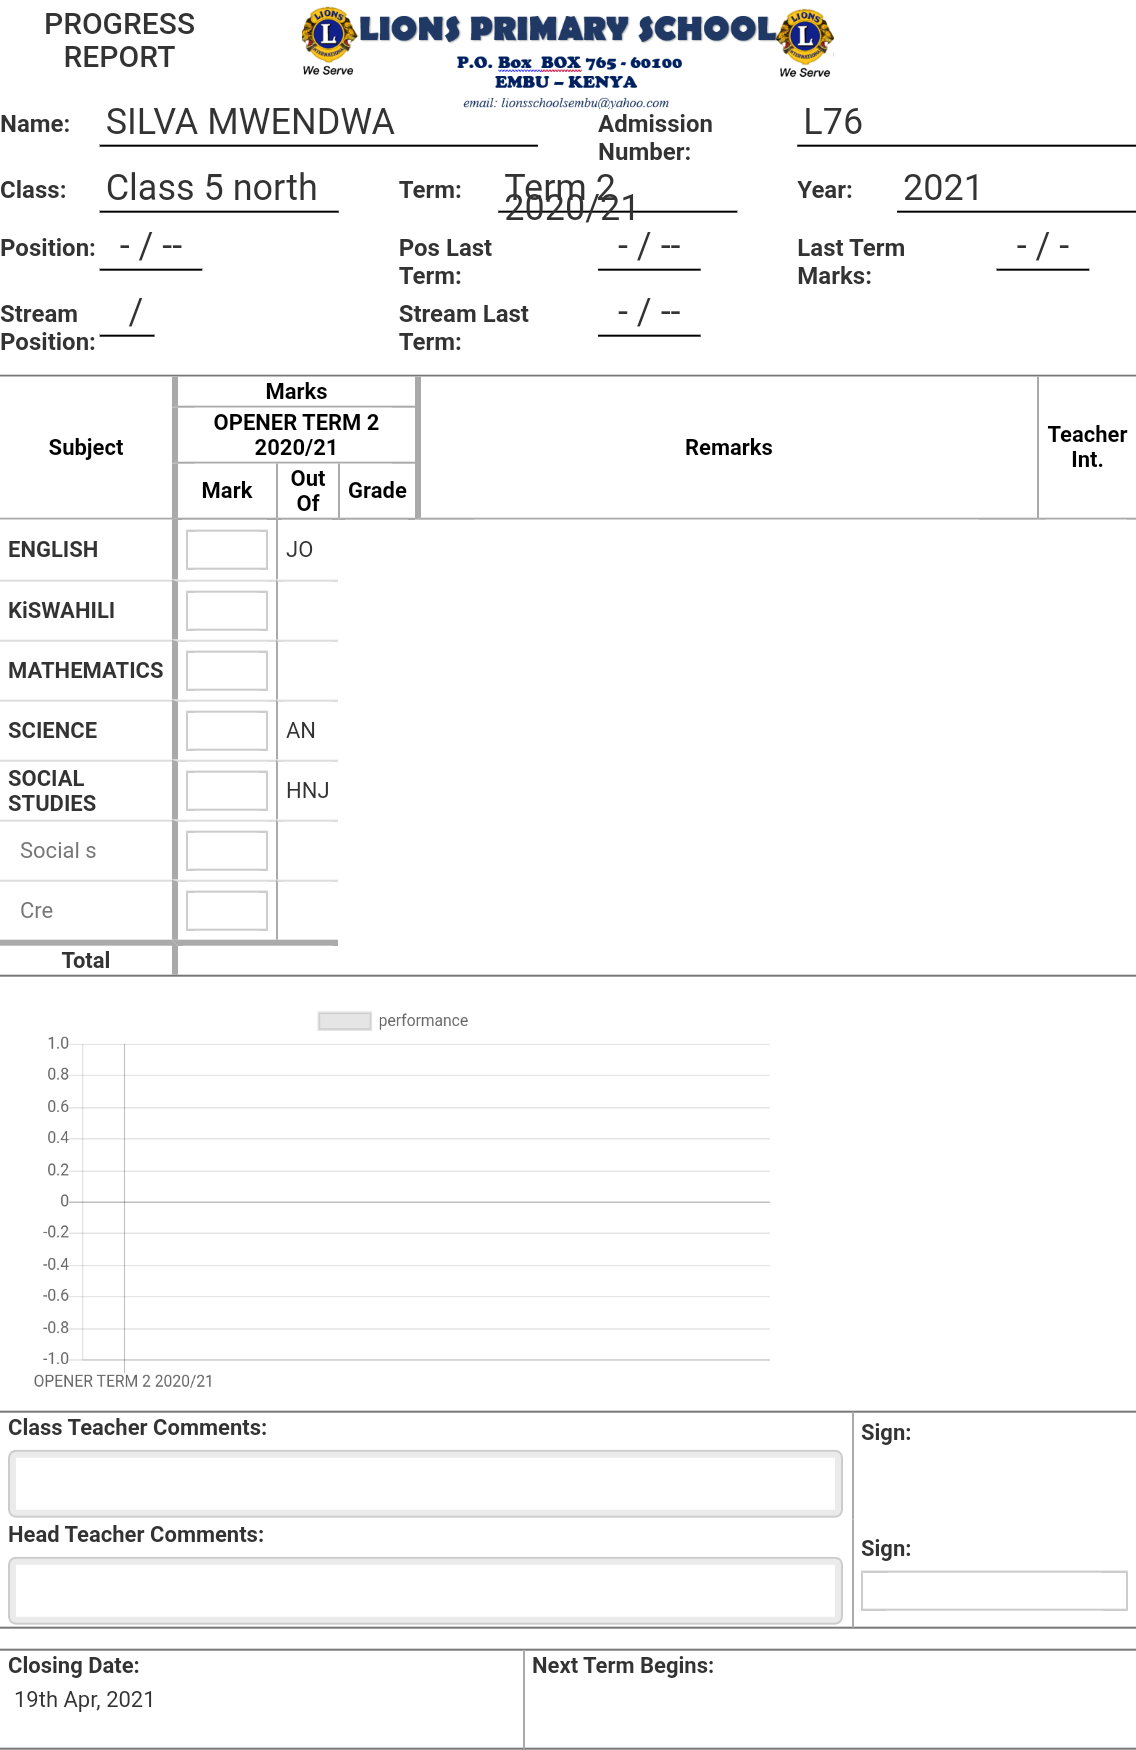 PROGRESS
REPORT
LIONS PRIMARY SCHOOL
We Serve
We Serve
P.O. Box BOX 765 - 60100
EMBU – KENYA
email: lionsschoolsembu@yahoo.com
Name: SILVA MWENDWA Admission Number: L76
Class: Class 5 north Term: Term 2 2020/21 Year: 2021
Position: - / -- Pos Last Term: - / -- Last Term Marks: - / -
Stream Position: / Stream Last Term: - / --
Subject Marks Remarks Teacher Int.
OPENER TERM 2
2020/21
Mark Out Of Grade
ENGLISH JO
KiSWAHILI
MATHEMATICS
SCIENCE AN
SOCIAL STUDIES HNJ
Social s
Cre
Total
performance
1.0
0.8
0.6
0.4
0.2
0
-0.2
-0.4
-0.6
-0.8
-1.0
OPENER TERM 2 2020/21
Class Teacher Comments: Sign:
Head Teacher Comments: Sign:
Closing Date: Next Term Begins:
19th Apr, 2021